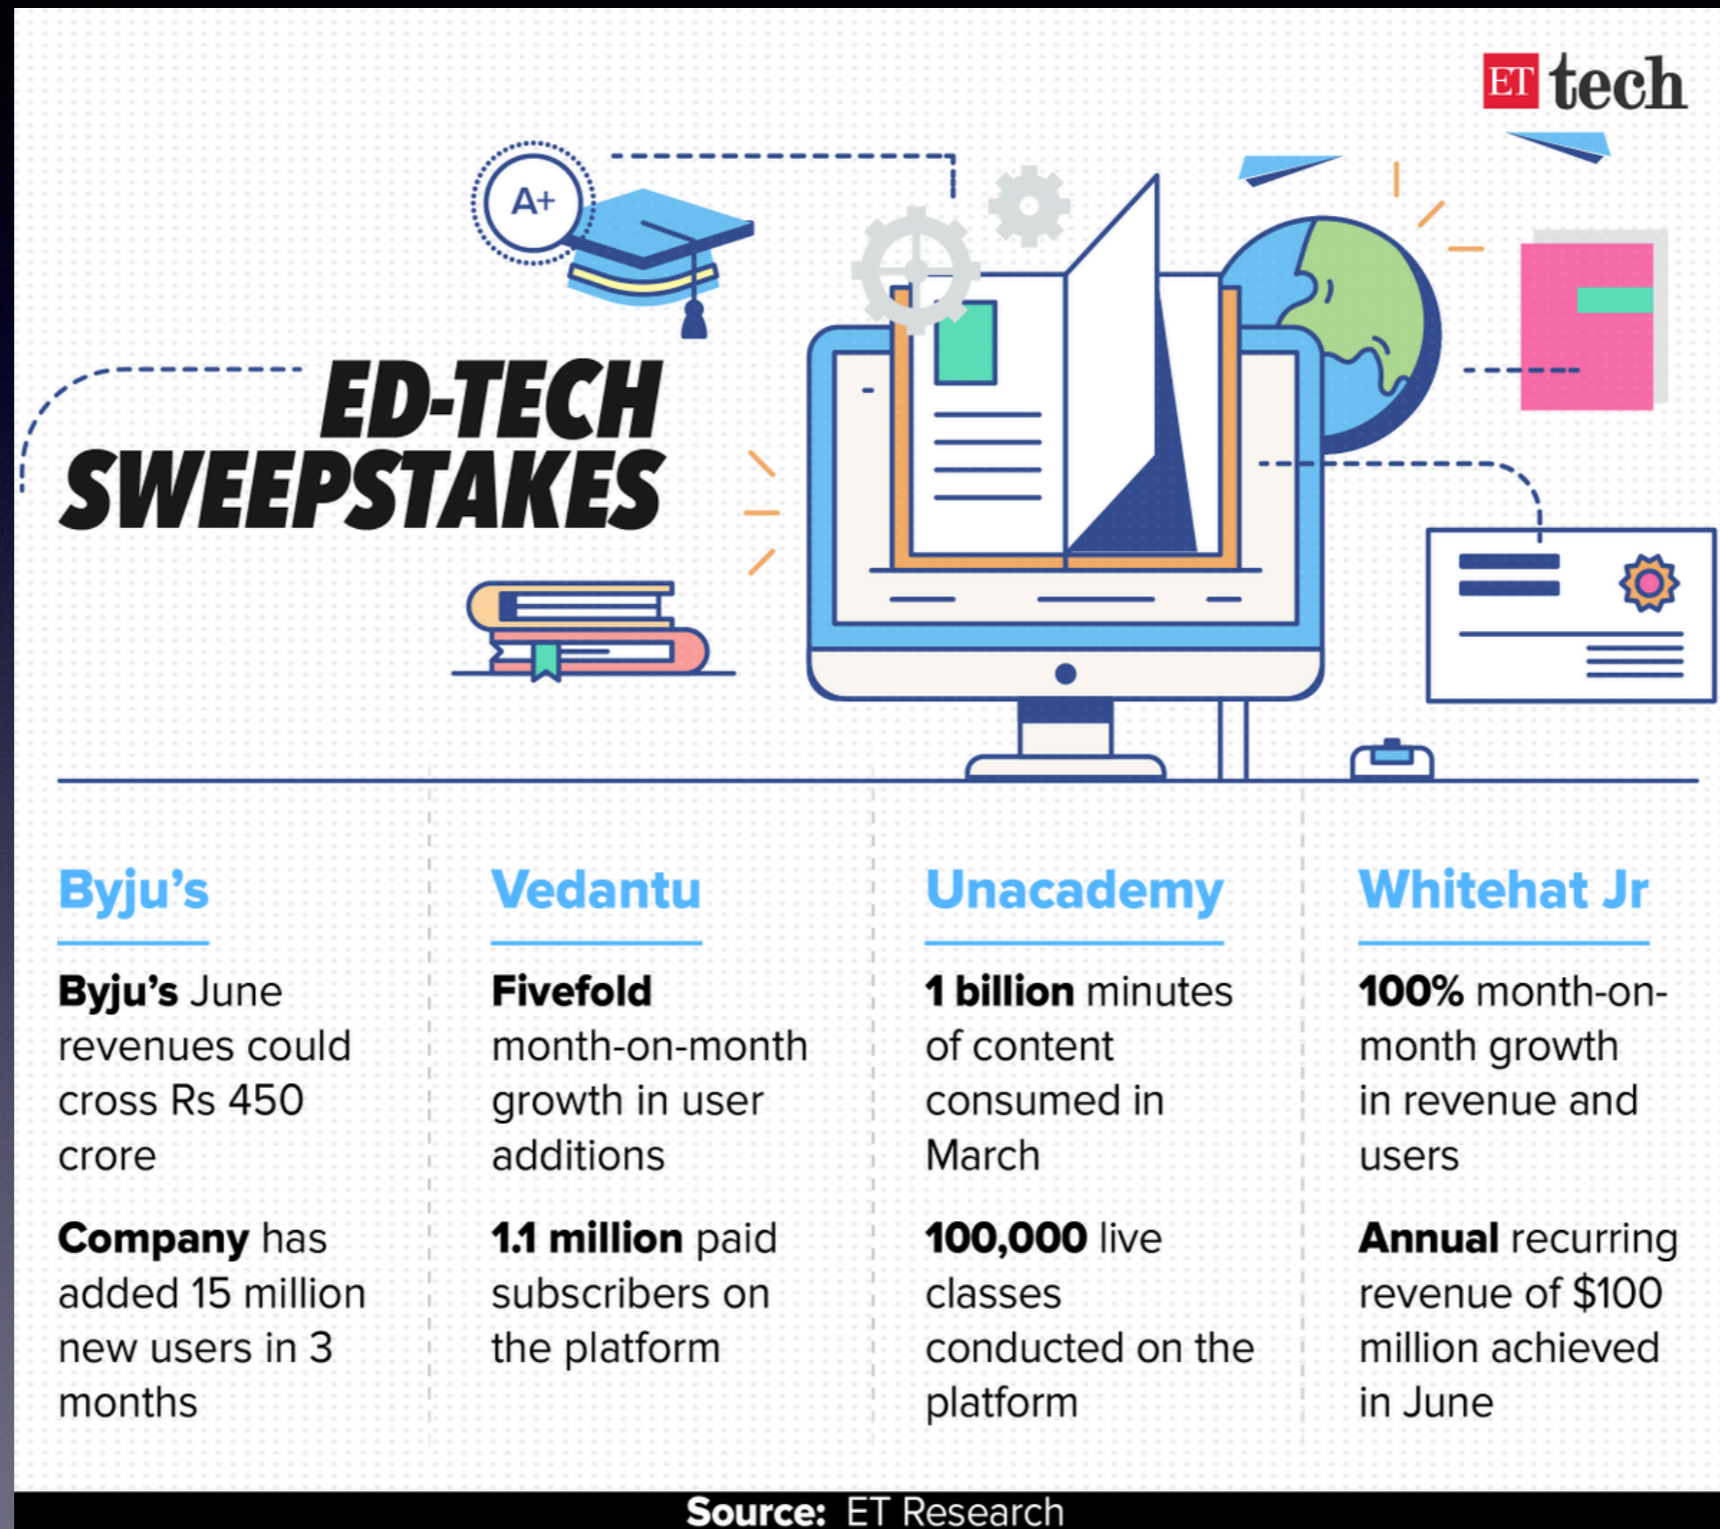 ET tech
A+
ED-TECH
SWEEPSTAKES
Byju's
Byju's June
revenues could
cross Rs 450
crore
Company has
added 15 million
new users in 3
months
Vedantu
Fivefold
month-on-month
growth in user
additions
1.1 million paid
subscribers on
the platform
Unacademy
1 billion minutes
of content
consumed in
March
100,000 live
classes
conducted on the
platform
Whitehat Jr
100% month-on-
month growth
in revenue and
users
Annual recurring
revenue of $100
million achieved
in June
Source: ET Research